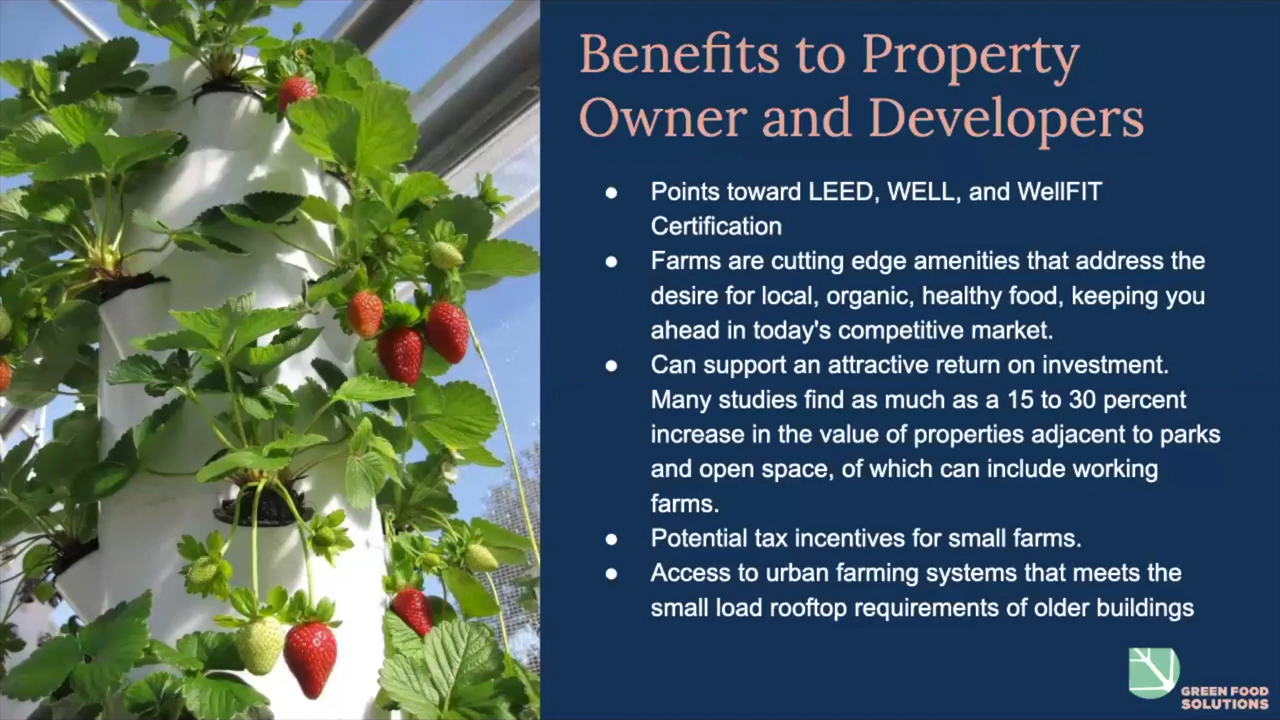 Benefits to Property
Owner and Developers
● Points toward LEED, WELL, and WellFIT
Certification
● Farms are cutting edge amenities that address the
desire for local, organic, healthy food, keeping you
ahead in today's competitive market.
● Can support an attractive return on investment.
Many studies find as much as a 15 to 30 percent
increase in the value of properties adjacent to parks
and open space, of which can include working
farms.
● Potential tax incentives for small farms.
● Access to urban farming systems that meets the
small load rooftop requirements of older buildings
GREEN FOOD
SOLUTIONS